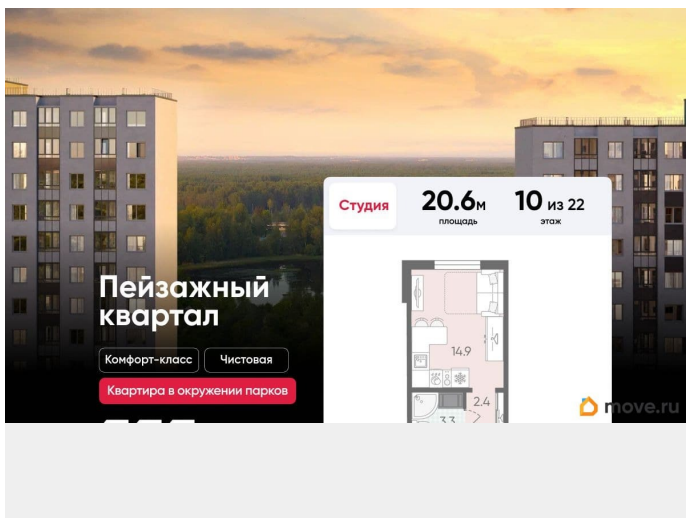 Студия
20.6м
площадь
10 из 22
этаж
Пейзажный
квартал
Комфорт-класс
Чистовая
Квартира в окружении парков
14.9
2.4
3.3
move.ru